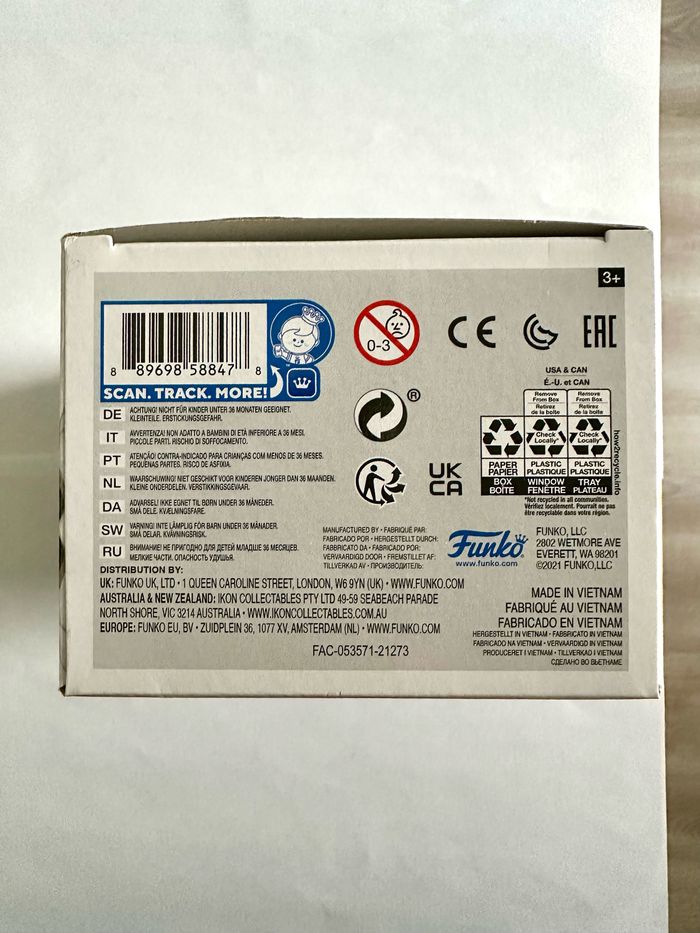 3+
8 89698 58847 8
SCAN. TRACK. MORE!
0-3
CE
EAC
®
UK
CA
USA & CAN
É.-U. et CAN
Remove From Box
Retirez de la boîte
Remove From Box
Retirez de la boîte
Check Locally*
Check Locally*
PAPER
PAPIER
PLASTIC
PLASTIQUE
PLASTIC
PLASTIQUE
BOX
BOÎTE
WINDOW
FENÊTRE
TRAY
PLATEAU
*Not recycled in all communities.
Vérifiez localement. Pourrait ne pas
être recyclable dans votre région.
how2recycle.info
DE ACHTUNG! NICHT FÜR KINDER UNTER 36 MONATEN GEEIGNET.
KLEINTEILE. ERSTICKUNGSGEFAHR.
IT AVVERTENZA! NON ADATTO A BAMBINI DI ETÀ INFERIORE A 36 MESI.
PICCOLE PARTI. RISCHIO DI SOFFOCAMENTO.
PT ATENÇÃO! CONTRA-INDICADO PARA CRIANÇAS COM MENOS DE 36 MESES.
PEQUENAS PARTES. RISCO DE ASFIXIA.
NL WAARSCHUWING! NIET GESCHIKT VOOR KINDEREN JONGER DAN 36 MAANDEN.
KLEINE ONDERDELEN. VERSTIKKINGSGEVAAR.
DA ADVARSEL! IKKE EGNET TIL BØRN UNDER 36 MÅNEDER.
SMÅ DELE. KVÆLNINGSFARE.
SW VARNING! INTE LÄMPLIG FÖR BARN UNDER 36 MÅNADER.
SMÅ DELAR. KVÄVNINGSRISK.
RU ВНИМАНИЕ! НЕ ПРИГОДНО ДЛЯ ДЕТЕЙ МЛАДШЕ 36 МЕСЯЦЕВ.
МЕЛКИЕ ЧАСТИ. ОПАСНОСТЬ УДУШЬЯ.
MANUFACTURED BY • FABRIQUÉ PAR:
FABRICADO POR • HERGESTELLT DURCH:
FABRICATO DA • FABRICADO POR:
VERVAARDIGD DOOR • FREMSTILLET AF:
TILLVERKAD AV • ПРОИЗВОДИТЕЛЬ:
Funko®
www.funko.com
FUNKO, LLC
2802 WETMORE AVE
EVERETT, WA 98201
©2021 FUNKO,LLC
DISTRIBUTION BY:
UK: FUNKO UK, LTD • 1 QUEEN CAROLINE STREET, LONDON, W6 9YN (UK) • WWW.FUNKO.COM
AUSTRALIA & NEW ZEALAND: IKON COLLECTABLES PTY LTD 49-59 SEABEACH PARADE
NORTH SHORE, VIC 3214 AUSTRALIA • WWW.IKONCOLLECTABLES.COM.AU
EUROPE: FUNKO EU, BV • ZUIDPLEIN 36, 1077 XV, AMSTERDAM (NL) • WWW.FUNKO.COM
FAC-053571-21273
MADE IN VIETNAM
FABRIQUÉ AU VIETNAM
FABRICADO EN VIETNAM
HERGESTELLT IN VIETNAM • FABBRICATO IN VIETNAM
FABRICADO NA VIETNAM • VERVAARDIGD IN VIETNAM
PRODUCERET I VIETNAM • TILLVERKAD I VIETNAM
СДЕЛАНО ВО ВЬЕТНАМЕ